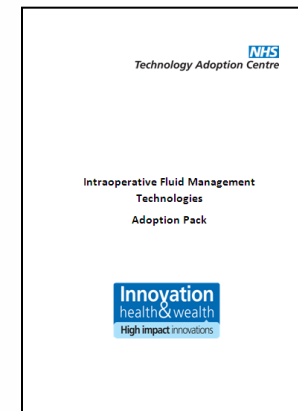 NHS
Technology Adoption Centre
Intraoperative Fluid Management
Technologies
Adoption Pack
Innovation
health&wealth
High impact innovations